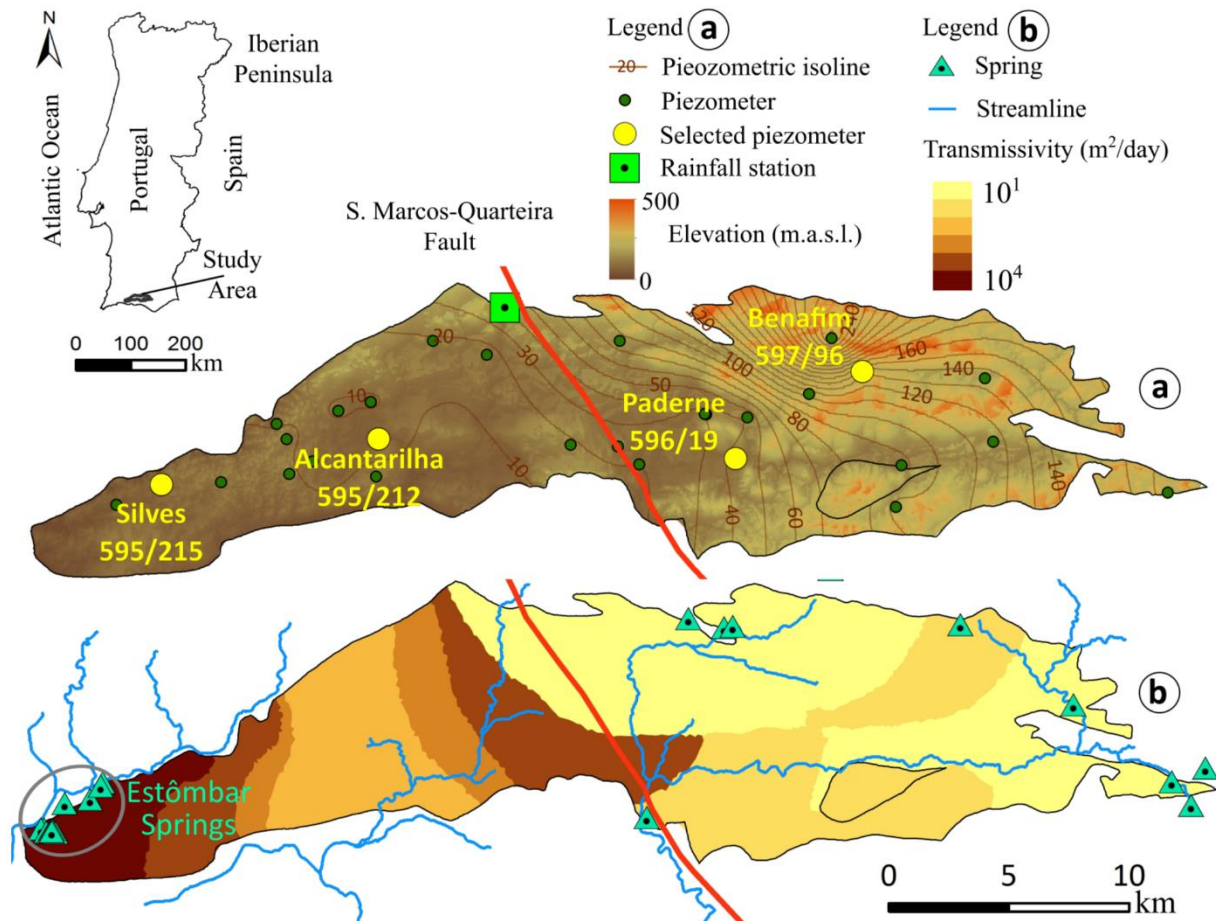 N
Iberian
Peninsula
Atlantic Ocean
Portugal
Spain
Study
Area
0 100 200
km
Legend a
20 Pieozometric isoline
Piezometer
Selected piezometer
Rainfall station
500
0
Elevation (m.a.s.l.)
Legend b
Spring
Streamline
Transmissivity (m²/day)
10¹
10⁴
S. Marcos-Quarteira
Fault
120
240
Benafim
597/96
160
140
120
100
80
20
30
50
Paderne
596/19
10
Alcantarilha
595/212
10
Silves
595/215
40
60
140
a
b
Estômbar
Springs
0 5 10
km